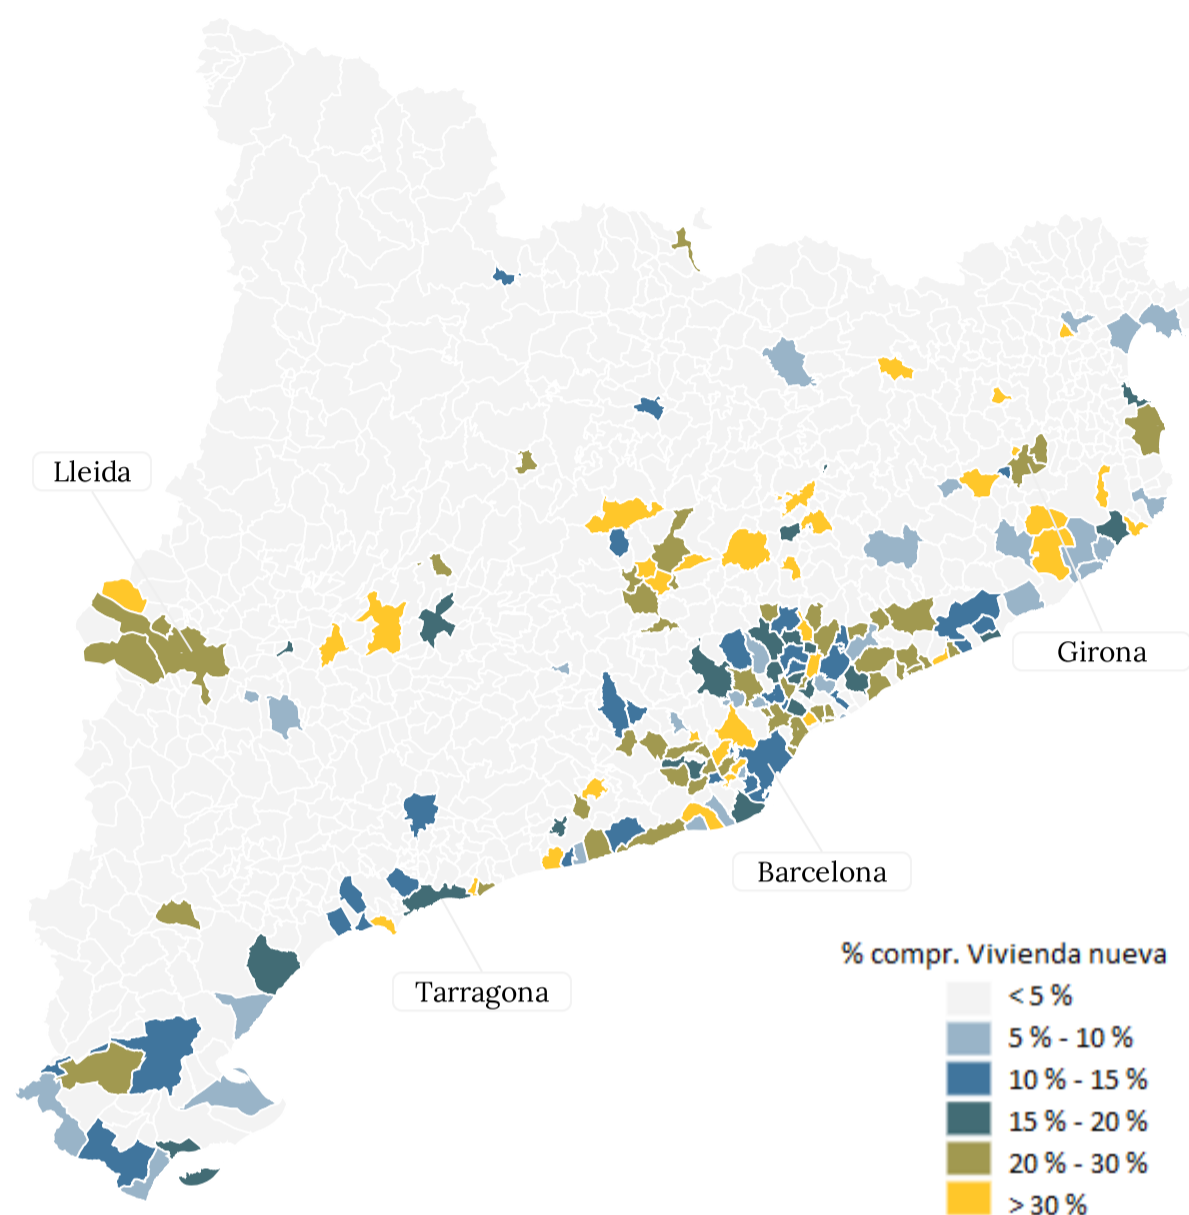 Lleida
Girona
Barcelona
Tarragona
% compr. Vivienda nueva
< 5 %
5 % - 10 %
10 % - 15 %
15 % - 20 %
20 % - 30 %
> 30 %